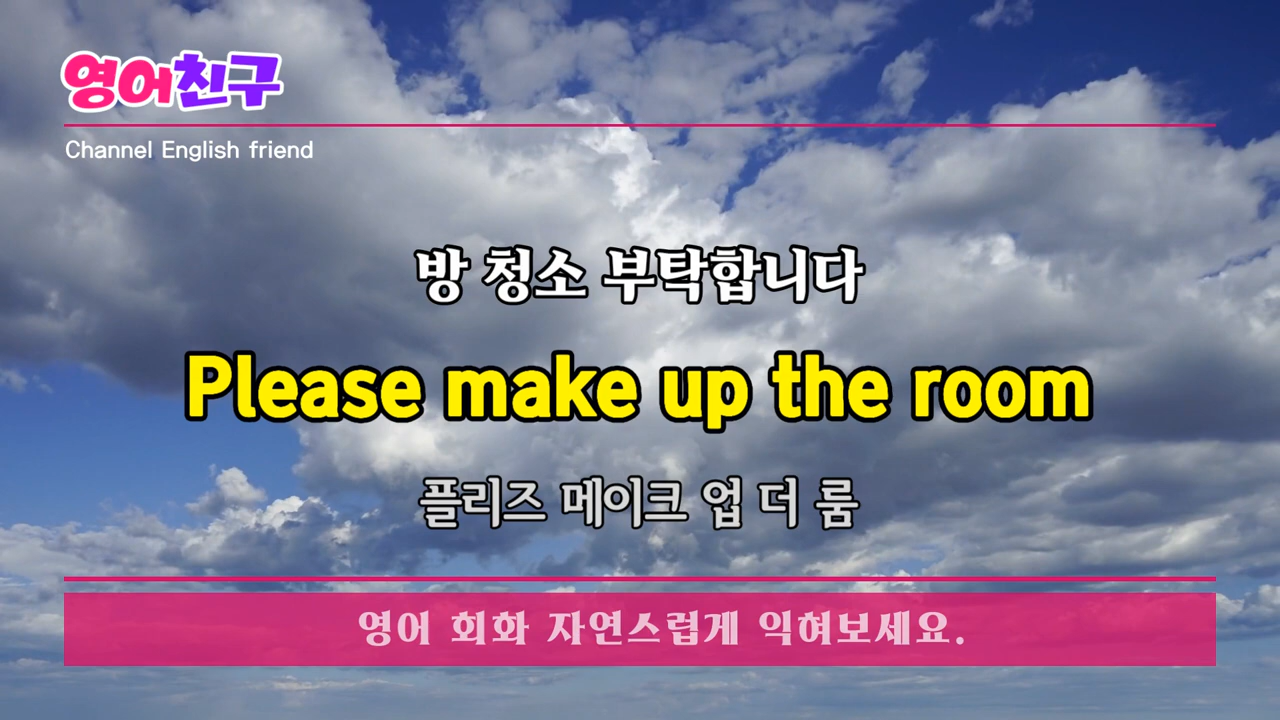 영어친구
Channel English friend
방 청소 부탁합니다
Please make up the room
플리즈 메이크 업 더 룸
영어 회화 자연스럽게 익혀보세요.